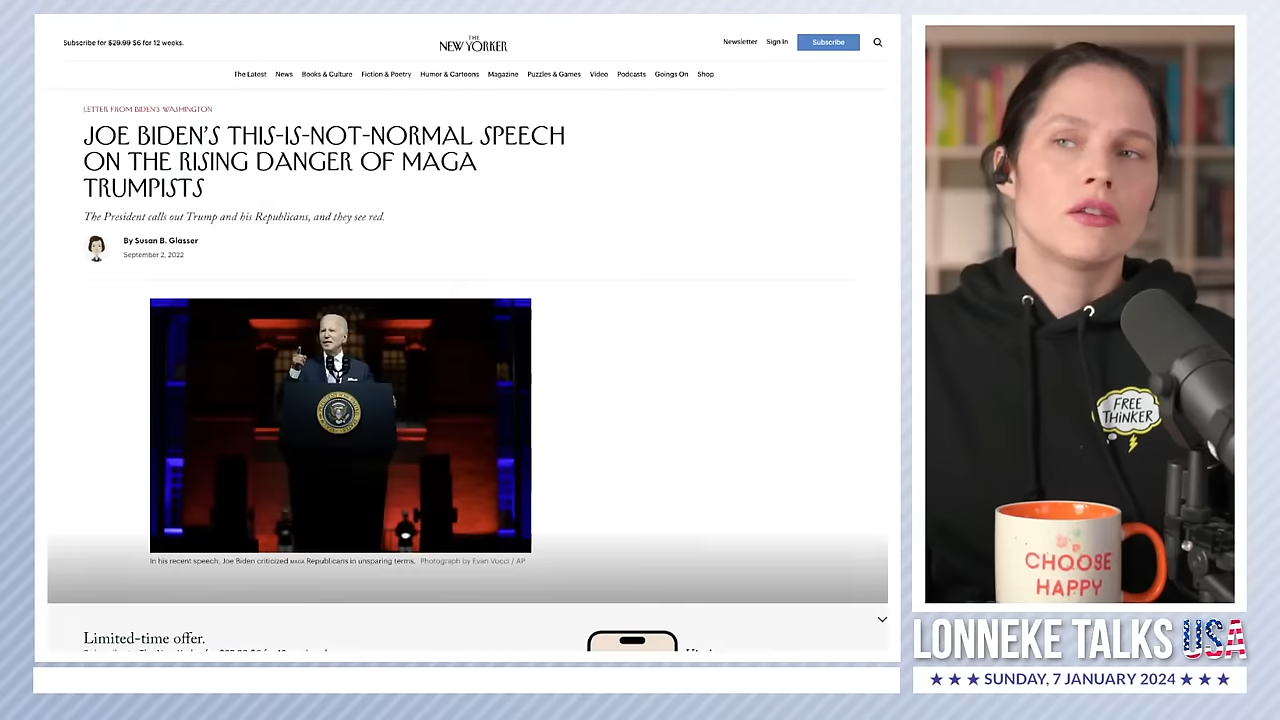 Subscribe for $29.99 $6 for 12 weeks.
THE
NEW YORKER
Newsletter
Sign In
Subscribe
The Latest
News
Books & Culture
Fiction & Poetry
Humor & Cartoons
Magazine
Puzzles & Games
Video
Podcasts
Goings On
Shop
LETTER FROM BIDEN'S WASHINGTON
JOE BIDEN'S THIS-IS-NOT-NORMAL SPEECH
ON THE RISING DANGER OF MAGA
TRUMPISTS
The President calls out Trump and his Republicans, and they see red.
By Susan B. Glasser
September 2, 2022
In his recent speech, Joe Biden criticized MAGA Republicans in unsparing terms. Photograph by Evan Vucci / AP
Limited-time offer.
FREE
THINKER
CHOOSE
HAPPY
LONNEKE TALKS USA
★ ★ ★ SUNDAY, 7 JANUARY 2024 ★ ★ ★